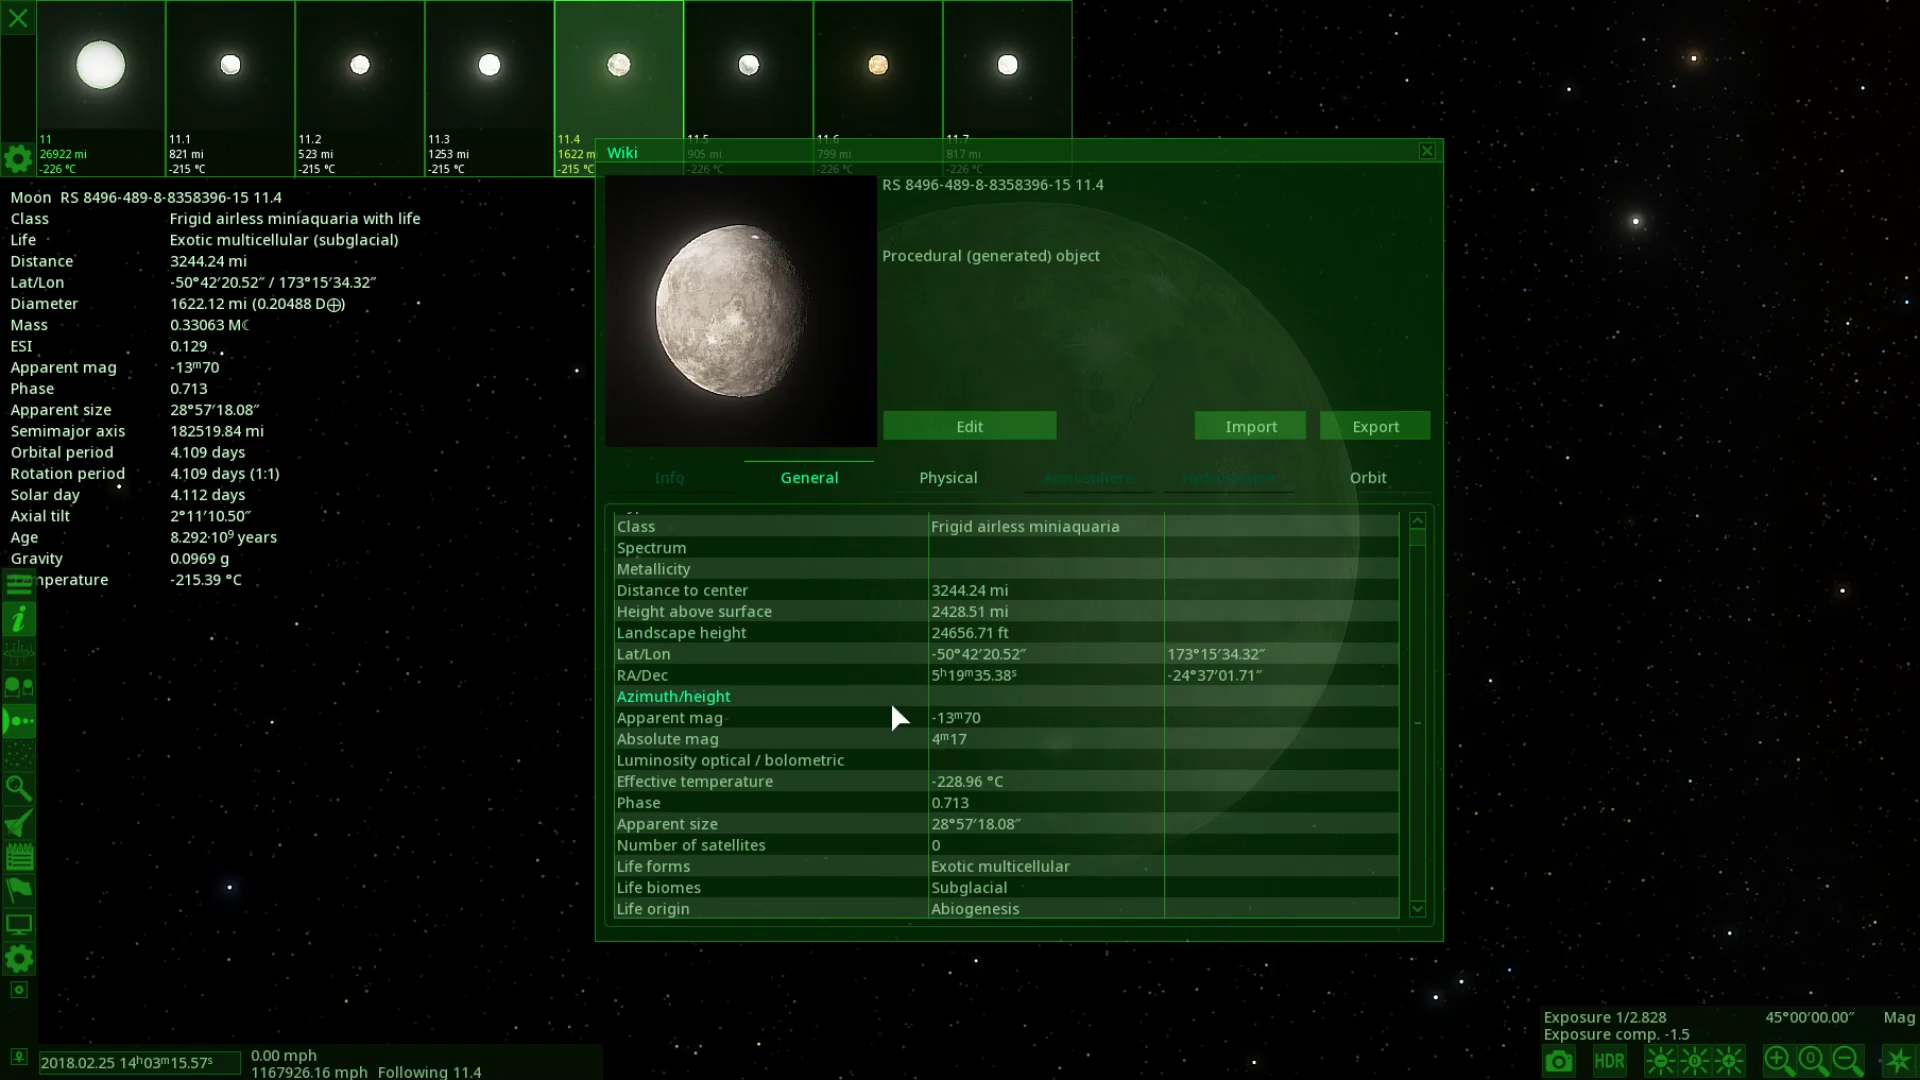 11
26922 mi
-226 °C
11.1
821 mi
-215 °C
11.2
523 mi
-215 °C
11.3
1253 mi
-215 °C
11.4
1622 m
-215 °C
11.5
905 mi
-226 °C
11.6
799 mi
-226 °C
11.7
817 mi
-226 °C
Moon RS 8496-489-8-8358396-15 11.4
Class Frigid airless miniaquaria with life
Life Exotic multicellular (subglacial)
Distance 3244.24 mi
Lat/Lon -50°42′20.52″ / 173°15′34.32″
Diameter 1622.12 mi (0.20488 D⊕)
Mass 0.33063 M☾
ESI 0.129
Apparent mag -13ᵐ70
Phase 0.713
Apparent size 28°57′18.08″
Semimajor axis 182519.84 mi
Orbital period 4.109 days
Rotation period 4.109 days (1:1)
Solar day 4.112 days
Axial tilt 2°11′10.50″
Age 8.292·10⁹ years
Gravity 0.0969 g
-215.39 °C
Wiki
RS 8496-489-8-8358396-15 11.4
Procedural (generated) object
Edit Import Export
Info General Physical Atmosphere Hydrosphere Orbit
Class Frigid airless miniaquaria
Spectrum
Metallicity
Distance to center 3244.24 mi
Height above surface 2428.51 mi
Landscape height 24656.71 ft
Lat/Lon -50°42′20.52″ 173°15′34.32″
RA/Dec 5ʰ19ᵐ35.38ˢ -24°37′01.71″
Azimuth/height
Apparent mag -13ᵐ70
Absolute mag 4ᵐ17
Luminosity optical / bolometric
Effective temperature -228.96 °C
Phase 0.713
Apparent size 28°57′18.08″
Number of satellites 0
Life forms Exotic multicellular
Life biomes Subglacial
Life origin Abiogenesis
2018.02.25 14ʰ03ᵐ15.57ˢ
0.00 mph
1167926.16 mph Following 11.4
Exposure 1/2.828 45°00′00.00″ Mag
Exposure comp. -1.5
HDR